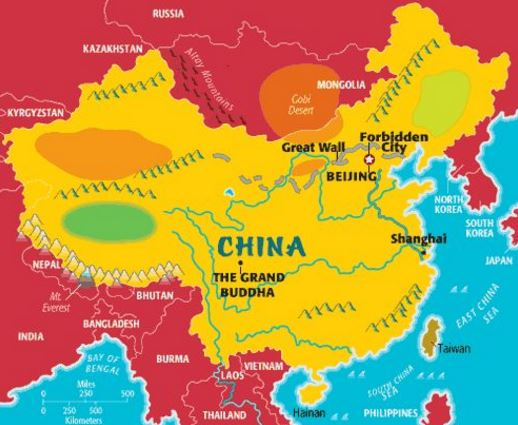 RUSSIA
KAZAKHSTAN
Altay Mountains
MONGOLIA
Gobi
Desert
KYRGYZSTAN
Forbidden
City
Great Wall
BEIJING
NORTH
KOREA
SOUTH
KOREA
Shanghai
JAPAN
CHINA
NEPAL
THE GRAND
BUDDHA
Mt.
Everest
BHUTAN
EAST CHINA
SEA
INDIA
BANGLADESH
Taiwan
BAY OF
BENGAL
BURMA
VIETNAM
LAOS
SOUTH CHINA
SEA
Miles
0 250 500
0 250 500
Kilometers
THAILAND
Hainan
PHILIPPINES